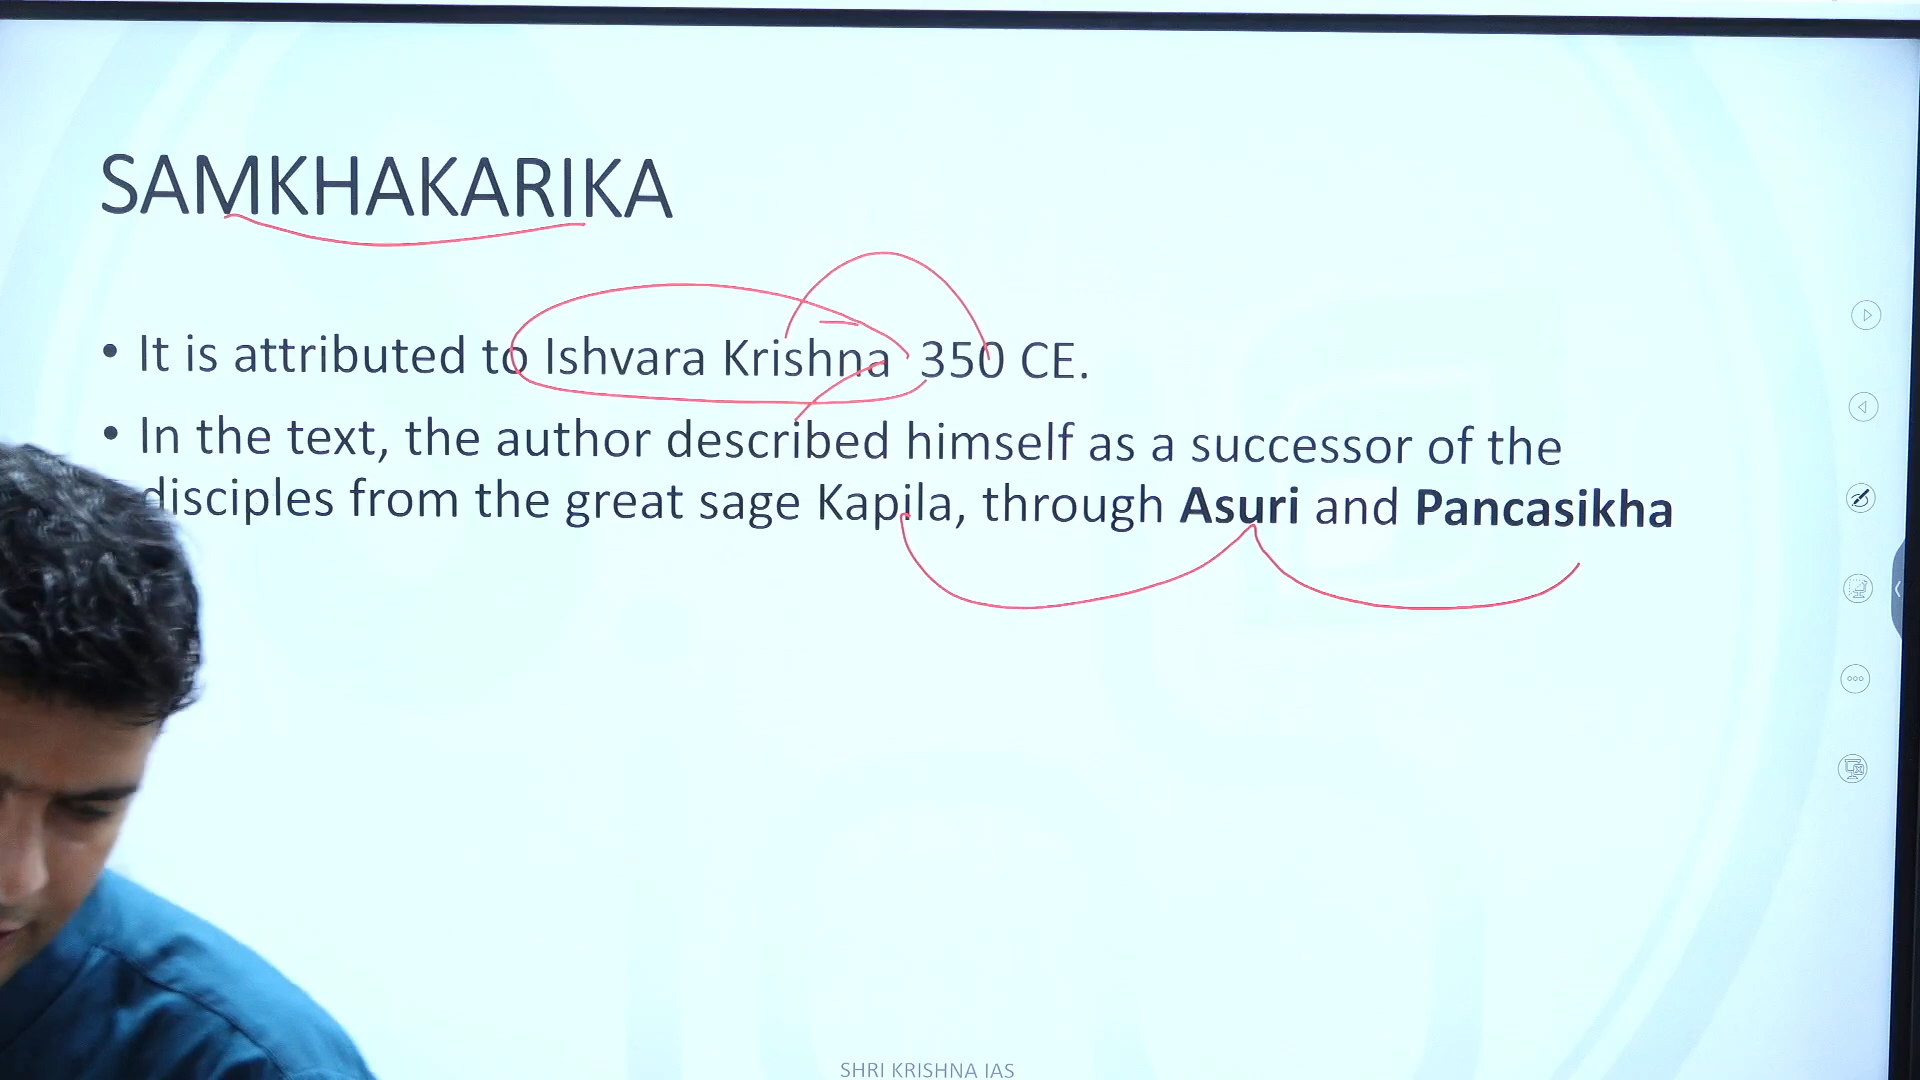 SAMKHAKARIKA
• It is attributed to Ishvara Krishna 350 CE.
• In the text, the author described himself as a successor of the
disciples from the great sage Kapila, through Asuri and Pancasikha
SHRI KRISHNA IAS